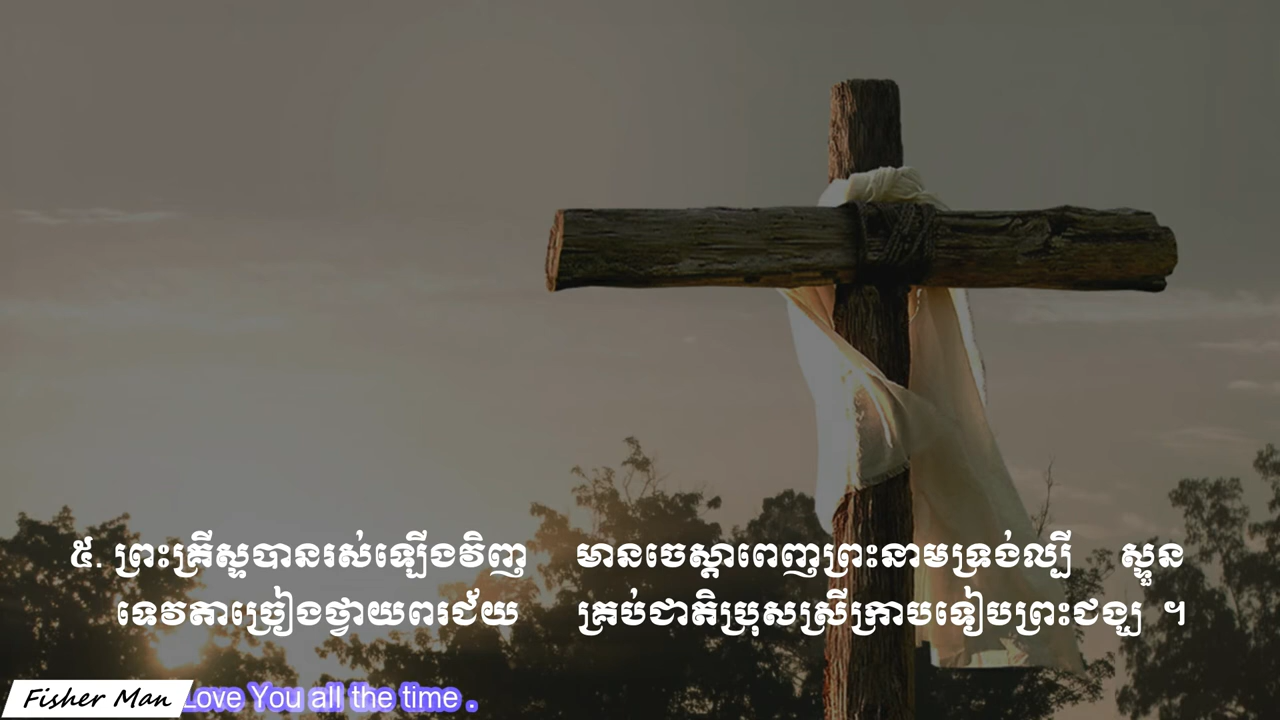 ៥. ព្រះគ្រីស្ទបានរស់ឡើងវិញ មានចេស្តាពេញព្រះនាមទ្រង់ល្បី ស្ទួន
ទេវតាច្រៀងថ្វាយពរជ័យ គ្រប់ជាតិប្រុសស្រីក្រាបទៀបព្រះជង្ឃ ។
Fisher Man Love You all the time .